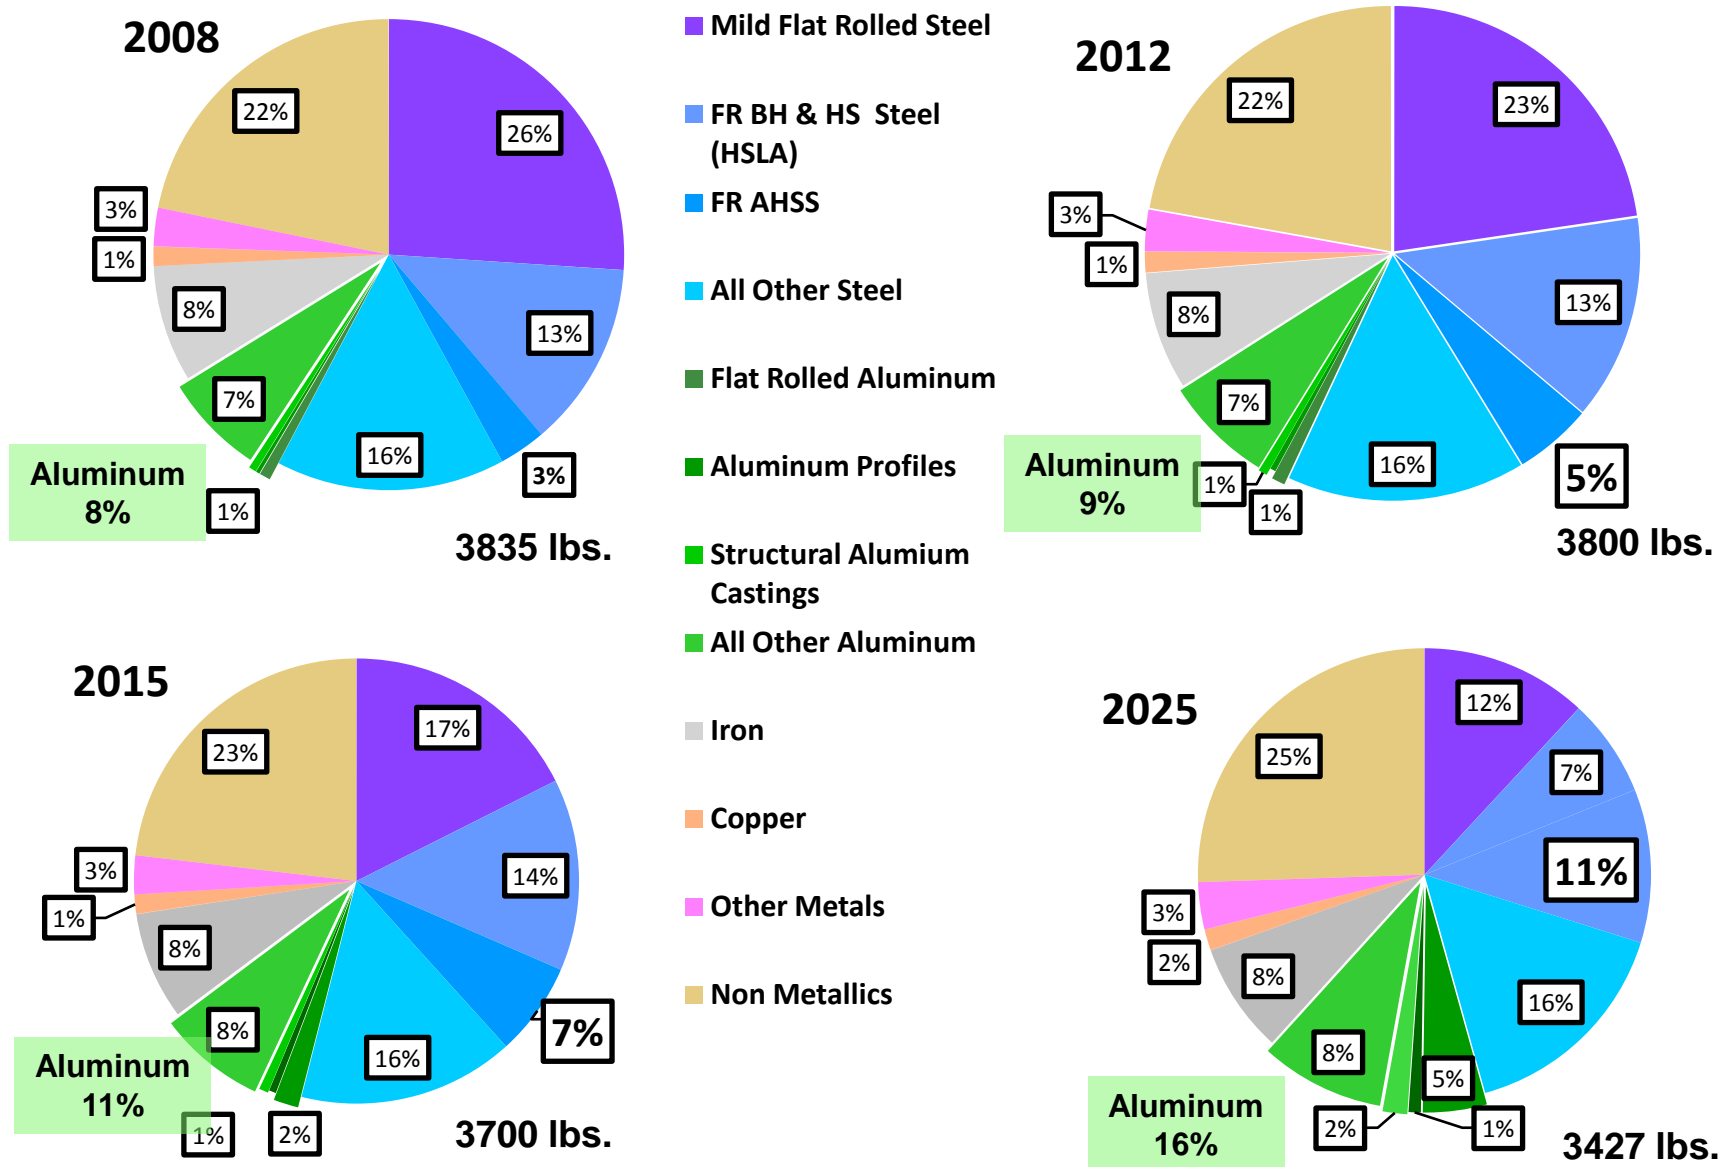 2008
22%
26%
3%
1%
8%
13%
7%
16%
3%
1%
Aluminum
8%
3835 lbs.
Mild Flat Rolled Steel
FR BH & HS Steel
(HSLA)
FR AHSS
All Other Steel
Flat Rolled Aluminum
Aluminum Profiles
Structural Alumium
Castings
All Other Aluminum
Iron
Copper
Other Metals
Non Metallics
2012
22%
23%
3%
1%
8%
13%
7%
16%
5%
1%
1%
Aluminum
9%
3800 lbs.
2015
23%
17%
3%
1%
8%
14%
8%
16%
7%
1%
2%
Aluminum
11%
3700 lbs.
2025
25%
12%
7%
11%
3%
2%
8%
16%
8%
5%
2%
1%
Aluminum
16%
3427 lbs.